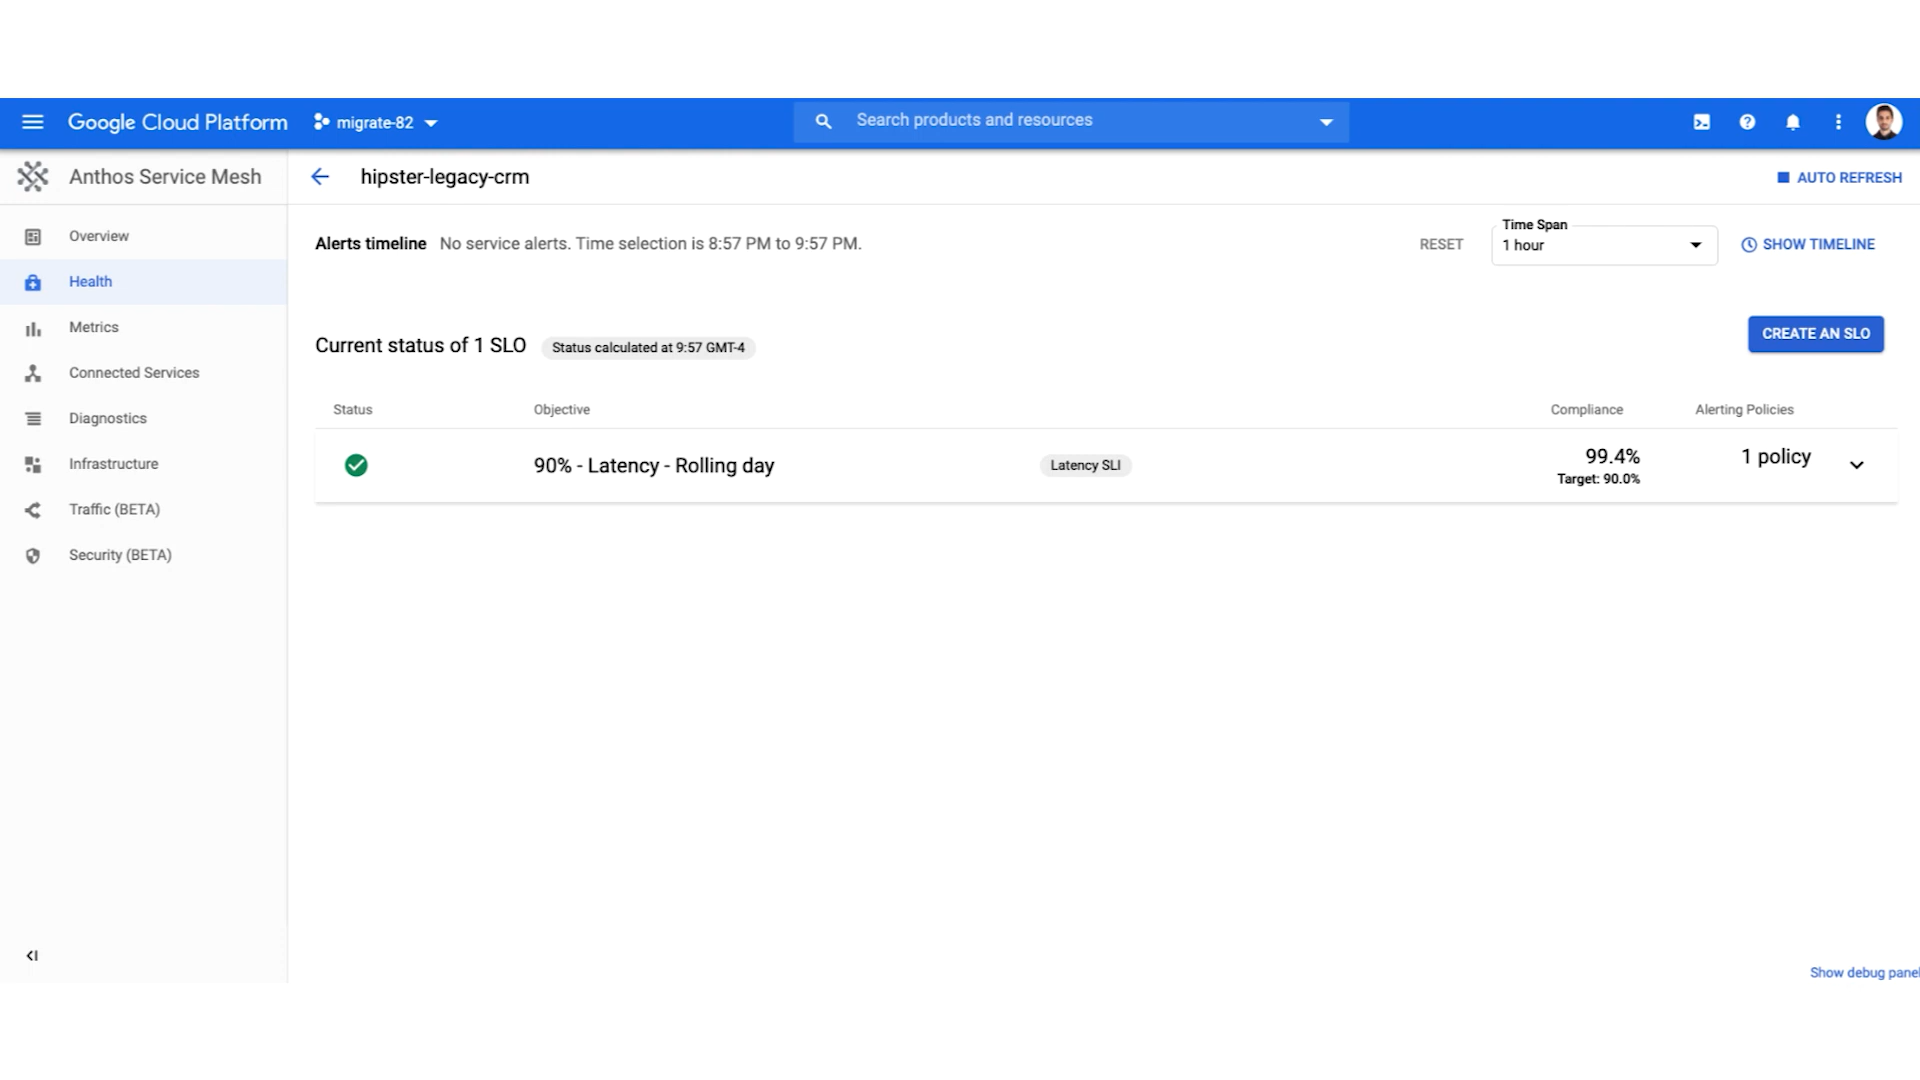 Google Cloud Platform
migrate-82
Search products and resources
Anthos Service Mesh
hipster-legacy-crm
AUTO REFRESH
Overview
Health
Metrics
Connected Services
Diagnostics
Infrastructure
Traffic (BETA)
Security (BETA)
Alerts timeline No service alerts. Time selection is 8:57 PM to 9:57 PM.
RESET
Time Span
1 hour
SHOW TIMELINE
Current status of 1 SLO
Status calculated at 9:57 GMT-4
CREATE AN SLO
Status Objective Compliance Alerting Policies
90% - Latency - Rolling day
Latency SLI
99.4%
Target: 90.0%
1 policy
Show debug panel